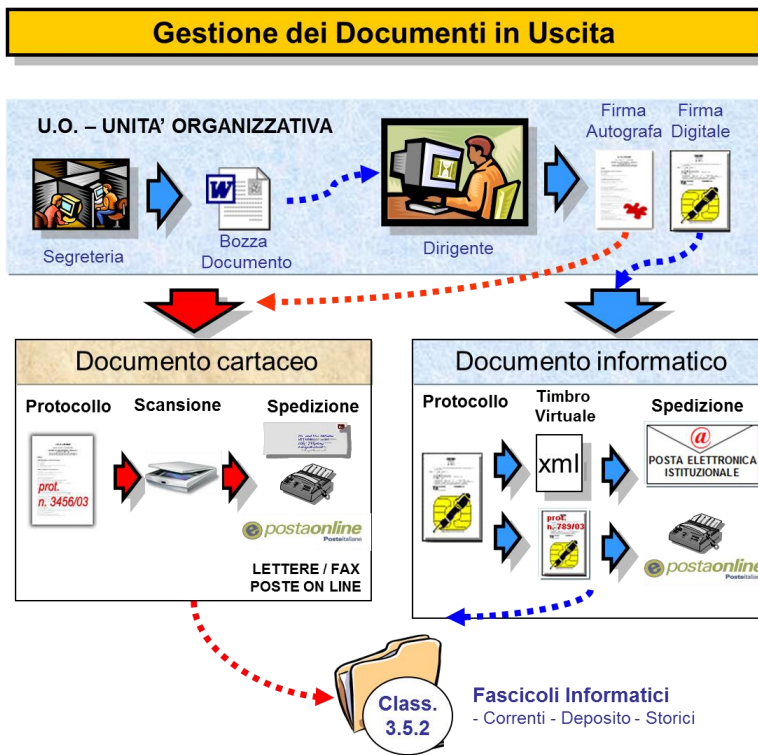 Gestione dei Documenti in Uscita
U.O. – UNITA’ ORGANIZZATIVA
Firma
Autografa
Firma
Digitale
W
Segreteria
Bozza
Documento
Dirigente
Documento cartaceo
Protocollo
Scansione
Spedizione
prot.
n. 3456/03
e postaonline
Posteitaliane
LETTERE / FAX
POSTE ON LINE
Documento informatico
Protocollo
Timbro
Virtuale
Spedizione
xml
@
POSTA ELETTRONICA
ISTITUZIONALE
prot.
n. 789/03
e postaonline
Posteitalian
Class.
3.5.2
Fascicoli Informatici
- Correnti - Deposito - Storici